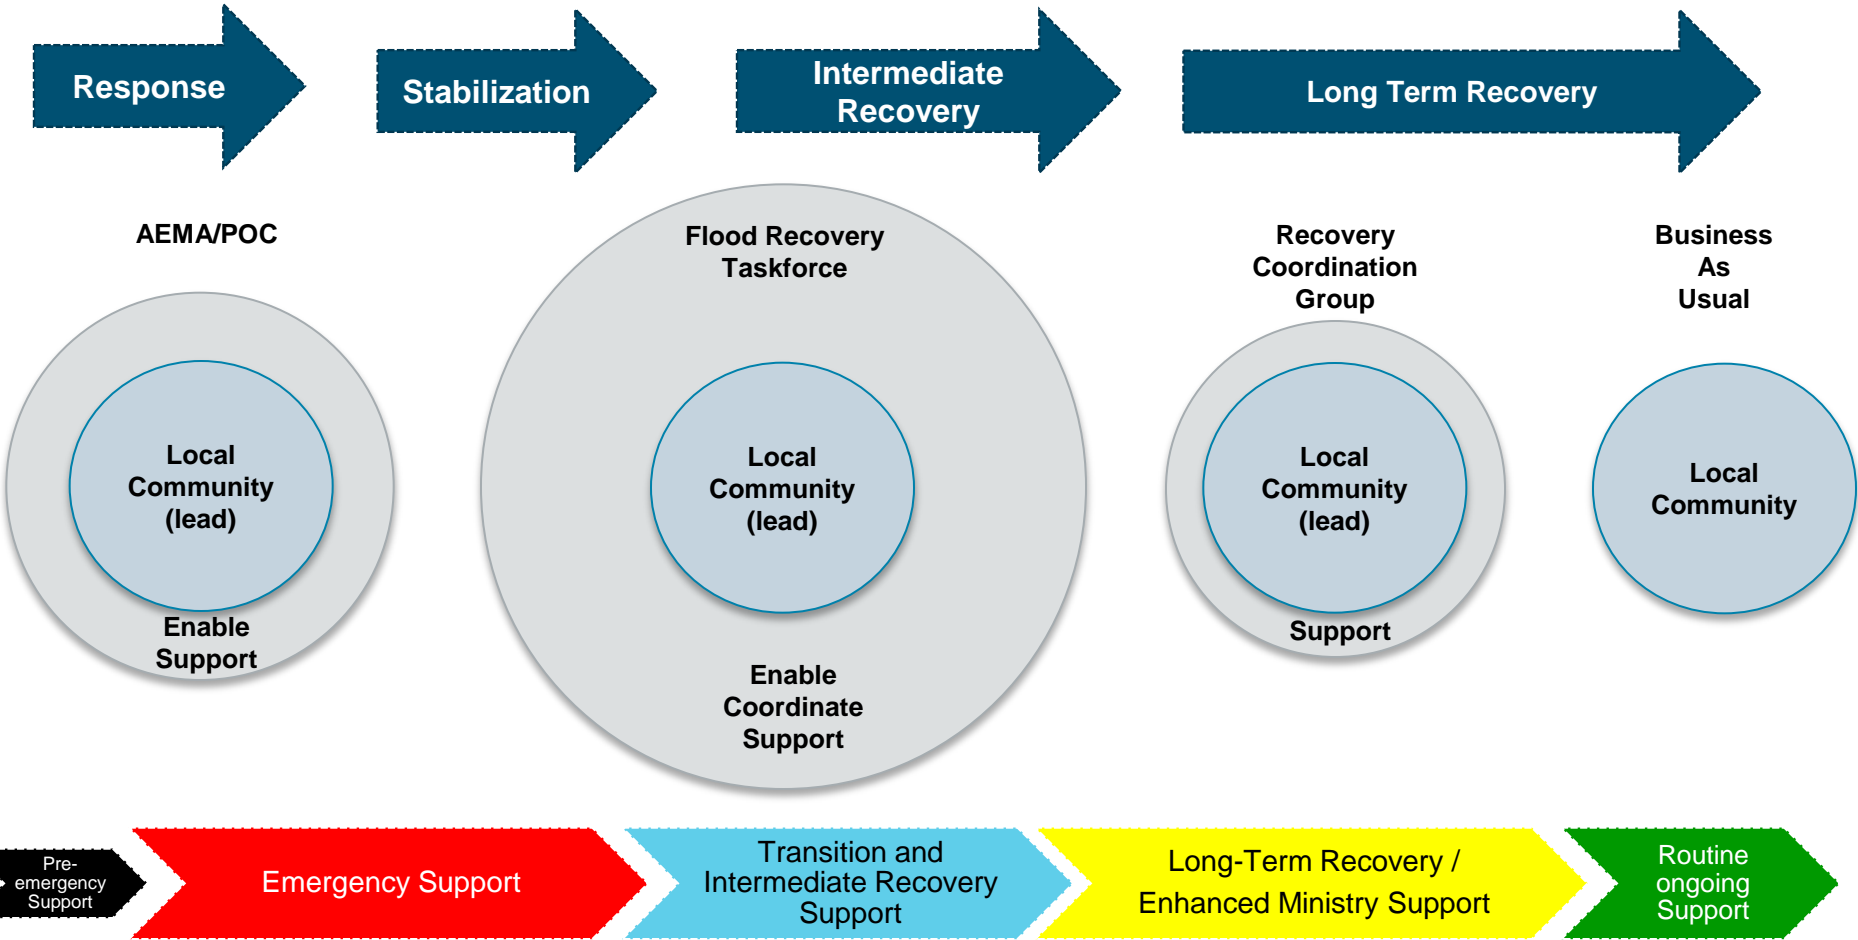 Response
Stabilization
Intermediate
Recovery
Long Term Recovery
AEMA/POC
Flood Recovery
Taskforce
Recovery
Coordination
Group
Business
As
Usual
Local
Community
(lead)
Enable
Support
Local
Community
(lead)
Enable
Coordinate
Support
Local
Community
(lead)
Support
Local
Community
Pre-
emergency
Support
Emergency Support
Transition and
Intermediate Recovery
Support
Long-Term Recovery /
Enhanced Ministry Support
Routine
ongoing
Support